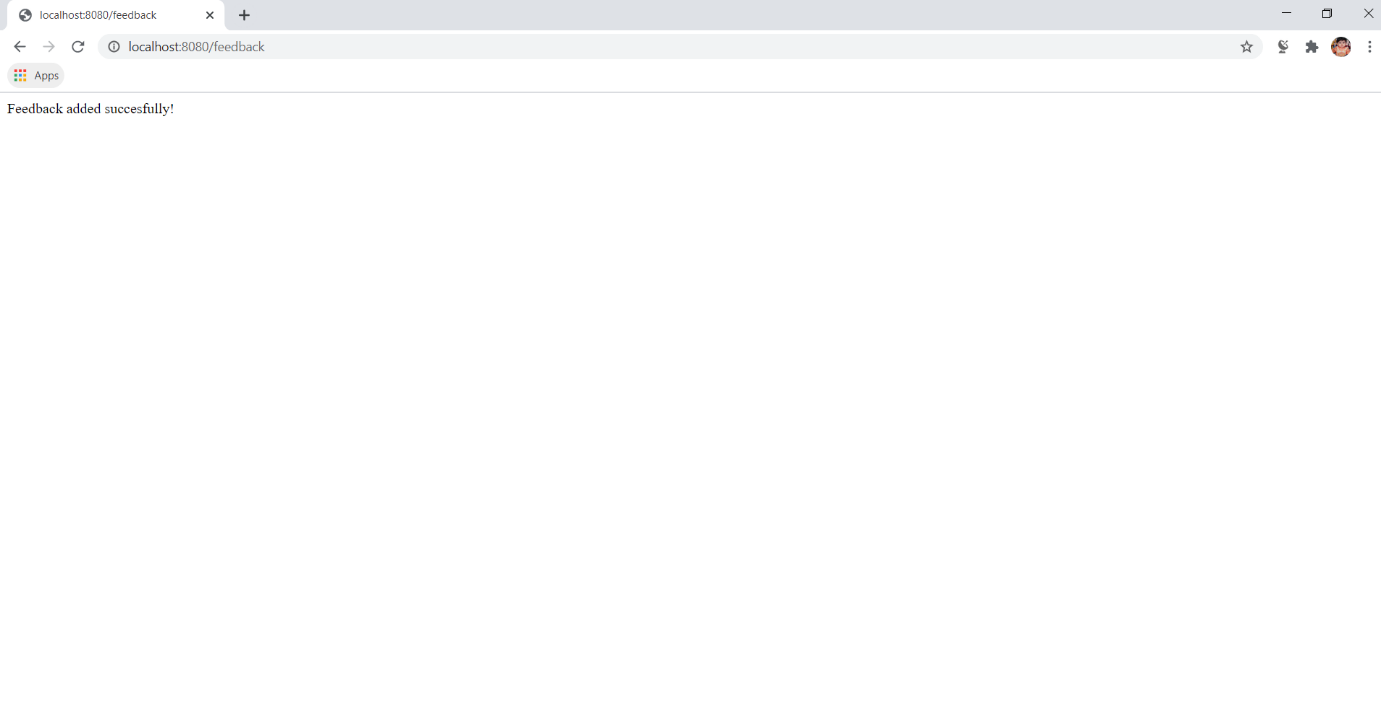 localhost:8080/feedback
localhost:8080/feedback
Apps
Feedback added succesfully!